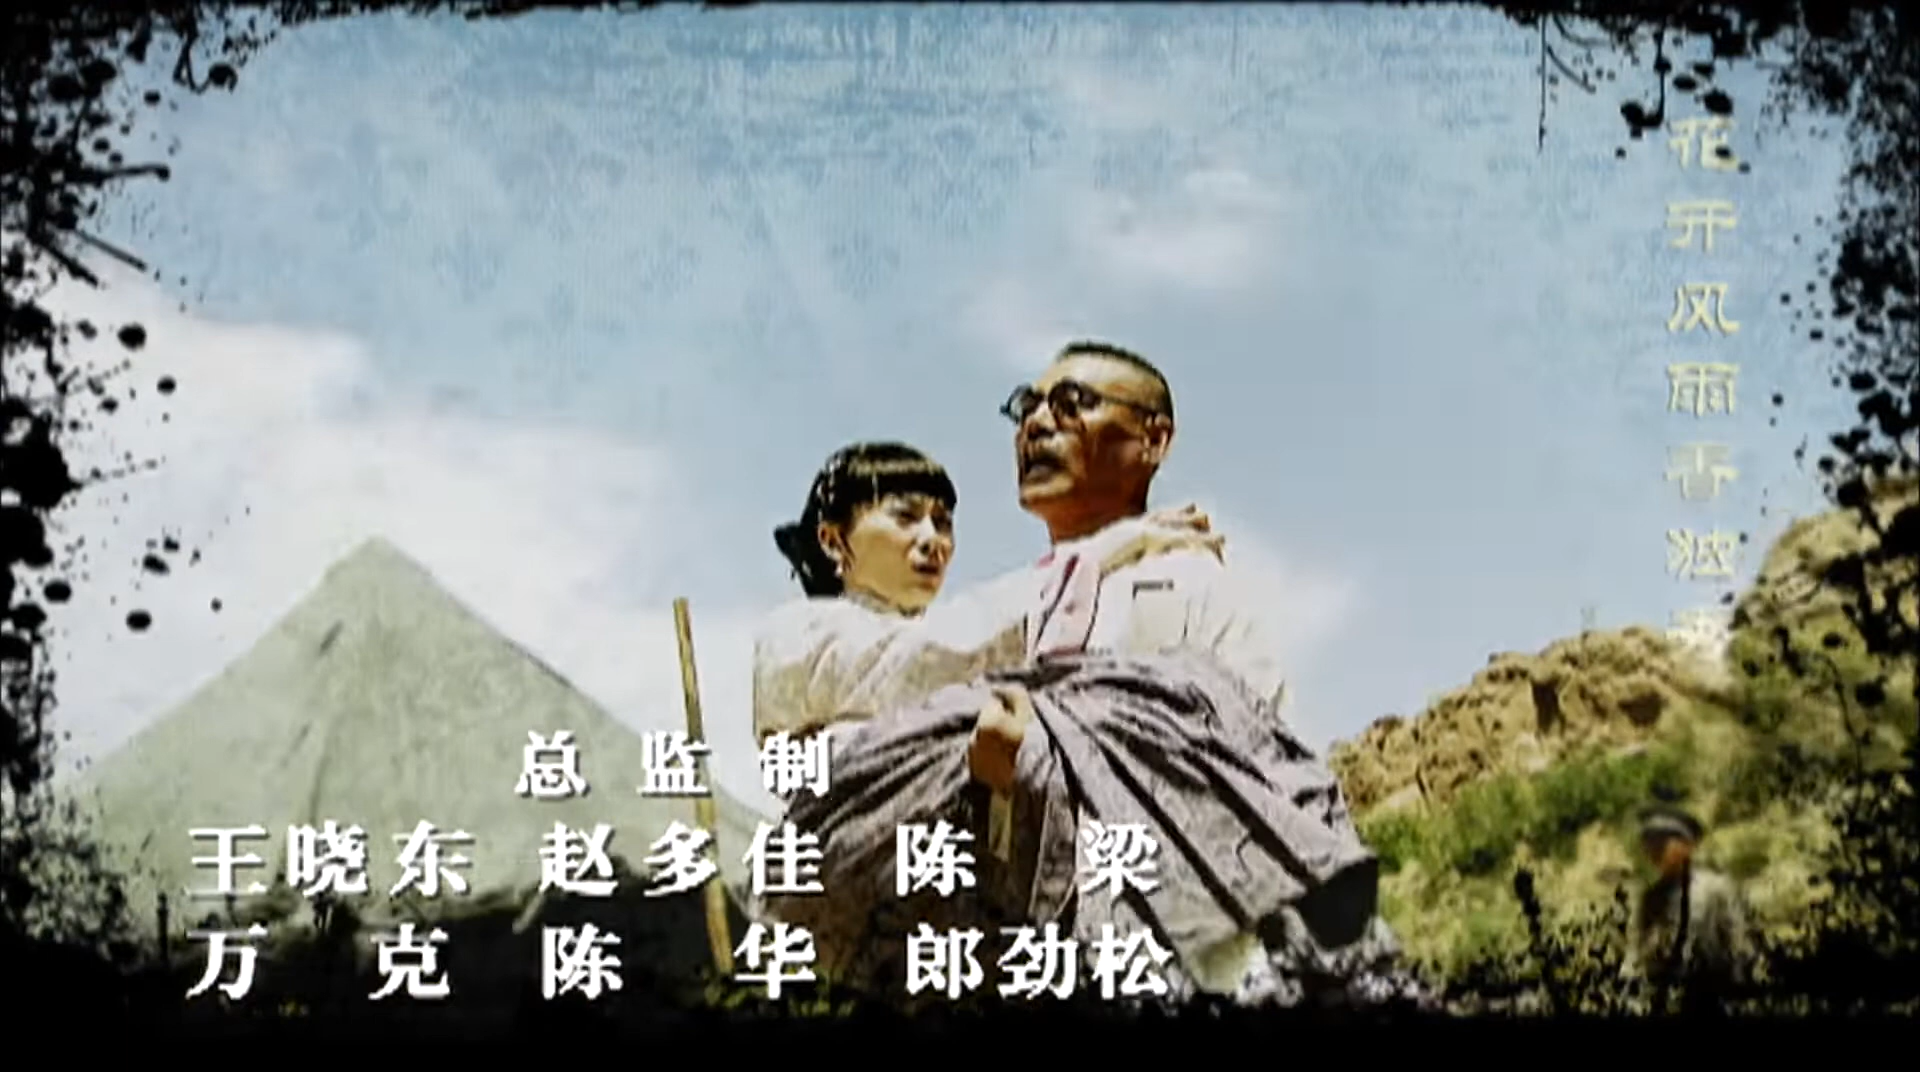 花开风雨香被
总监制
王晓东 赵多佳 陈梁
万克 陈华 郎劲松